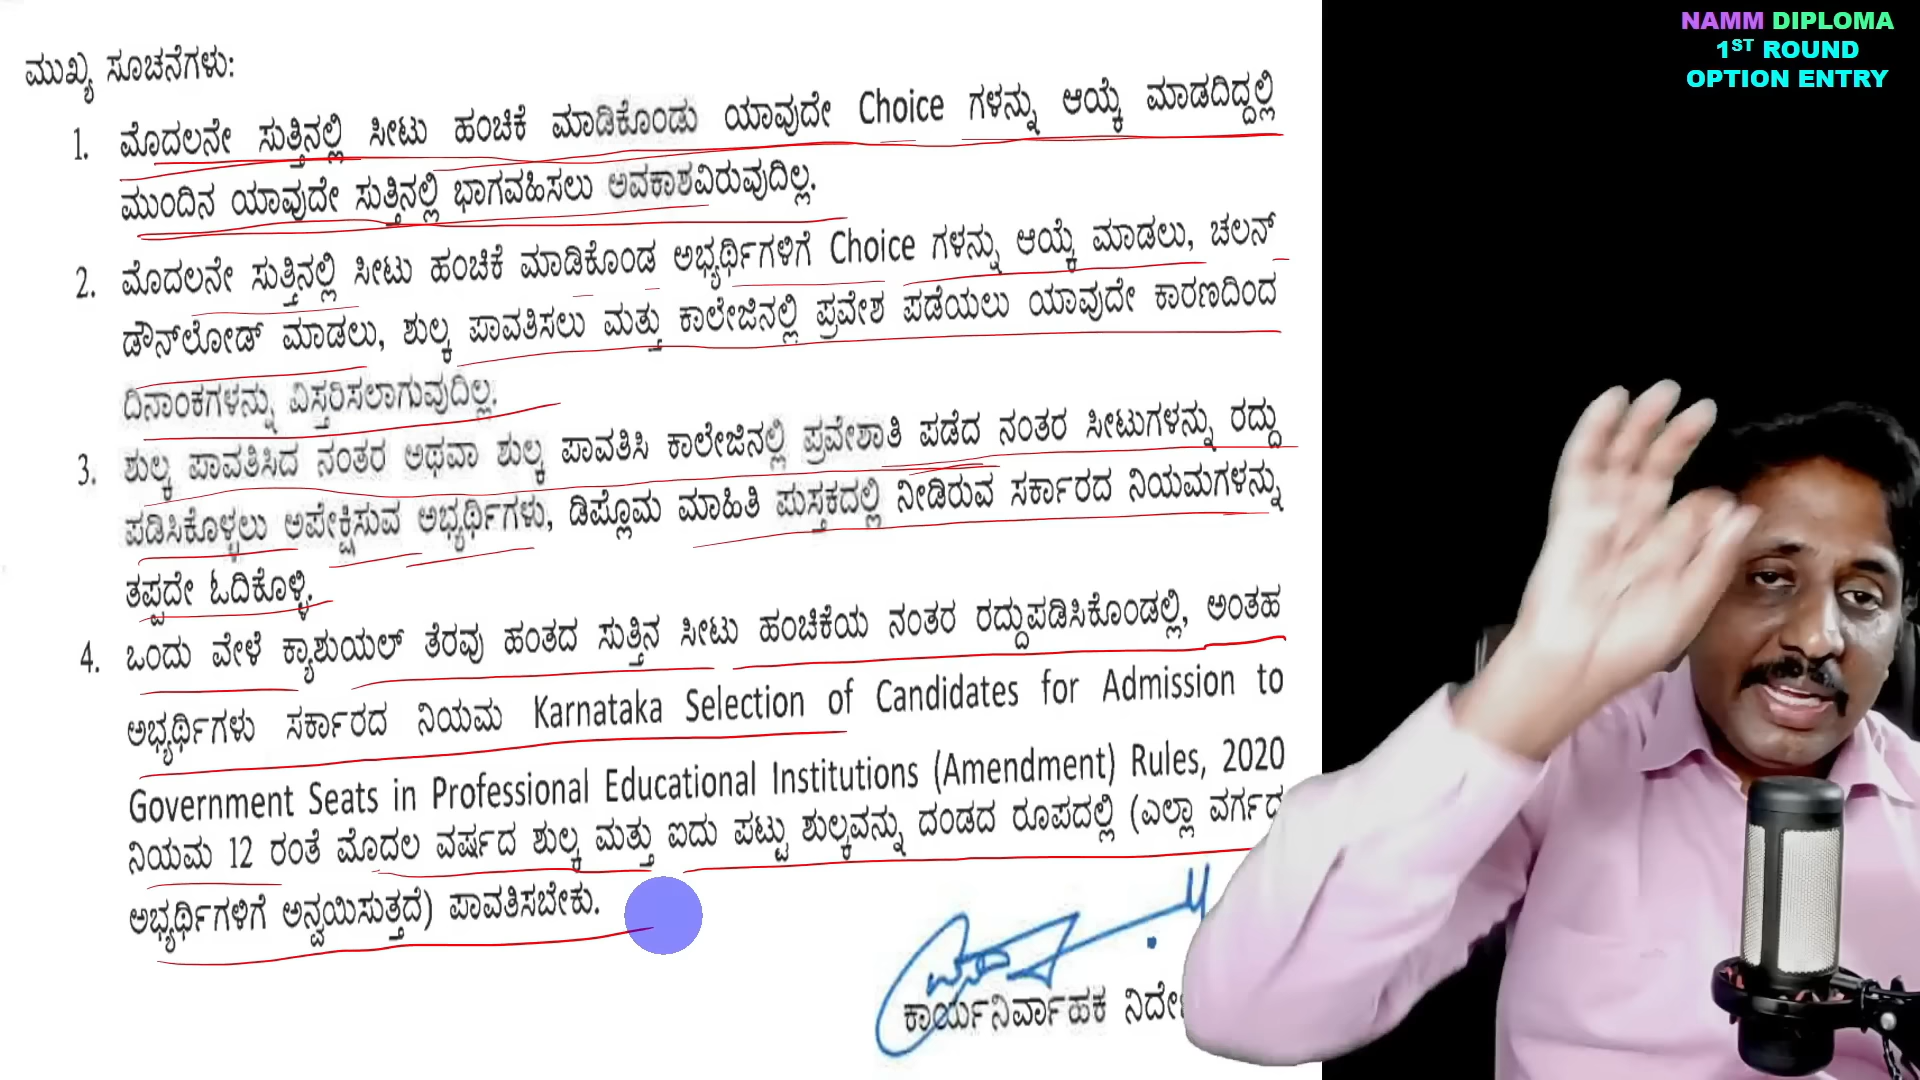 NAMM DIPLOMA
1ST ROUND
OPTION ENTRY
ಮುಖ್ಯ ಸೂಚನೆಗಳು:
1. ಮೊದಲನೇ ಸುತ್ತಿನಲ್ಲಿ ಸೀಟು ಹಂಚಿಕೆ ಮಾಡಿಕೊಂಡು ಯಾವುದೇ Choice ಗಳನ್ನು ಆಯ್ಕೆ ಮಾಡದಿದ್ದಲ್ಲಿ
ಮುಂದಿನ ಯಾವುದೇ ಸುತ್ತಿನಲ್ಲಿ ಭಾಗವಹಿಸಲು ಅವಕಾಶವಿರುವುದಿಲ್ಲ.
2. ಮೊದಲನೇ ಸುತ್ತಿನಲ್ಲಿ ಸೀಟು ಹಂಚಿಕೆ ಮಾಡಿಕೊಂಡ ಅಭ್ಯರ್ಥಿಗಳಿಗೆ Choice ಗಳನ್ನು ಆಯ್ಕೆ ಮಾಡಲು, ಚಲನ್
ಡೌನ್‌ಲೋಡ್ ಮಾಡಲು, ಶುಲ್ಕ ಪಾವತಿಸಲು ಮತ್ತು ಕಾಲೇಜಿನಲ್ಲಿ ಪ್ರವೇಶ ಪಡೆಯಲು ಯಾವುದೇ ಕಾರಣದಿಂದ
ದಿನಾಂಕಗಳನ್ನು ವಿಸ್ತರಿಸಲಾಗುವುದಿಲ್ಲ.
3. ಶುಲ್ಕ ಪಾವತಿಸಿದ ನಂತರ ಅಥವಾ ಶುಲ್ಕ ಪಾವತಿಸಿ ಕಾಲೇಜಿನಲ್ಲಿ ಪ್ರವೇಶಾತಿ ಪಡೆದ ನಂತರ ಸೀಟುಗಳನ್ನು ರದ್ದು
ಪಡಿಸಿಕೊಳ್ಳಲು ಅಪೇಕ್ಷಿಸುವ ಅಭ್ಯರ್ಥಿಗಳು, ಡಿಪ್ಲೊಮ ಮಾಹಿತಿ ಪುಸ್ತಕದಲ್ಲಿ ನೀಡಿರುವ ಸರ್ಕಾರದ ನಿಯಮಗಳನ್ನು
ತಪ್ಪದೇ ಓದಿಕೊಳ್ಳಿ.
4. ಒಂದು ವೇಳೆ ಕ್ಯಾಶುಯಲ್ ತೆರವು ಹಂತದ ಸುತ್ತಿನ ಸೀಟು ಹಂಚಿಕೆಯ ನಂತರ ರದ್ದುಪಡಿಸಿಕೊಂಡಲ್ಲಿ, ಅಂತಹ
ಅಭ್ಯರ್ಥಿಗಳು ಸರ್ಕಾರದ ನಿಯಮ Karnataka Selection of Candidates for Admission to
Government Seats in Professional Educational Institutions (Amendment) Rules, 2020
ನಿಯಮ 12 ರಂತೆ ಮೊದಲ ವರ್ಷದ ಶುಲ್ಕ ಮತ್ತು ಐದು ಪಟ್ಟು ಶುಲ್ಕವನ್ನು ದಂಡದ ರೂಪದಲ್ಲಿ (ಎಲ್ಲಾ ವರ್ಗದ
ಅಭ್ಯರ್ಥಿಗಳಿಗೆ ಅನ್ವಯಿಸುತ್ತದೆ) ಪಾವತಿಸಬೇಕು.
ಕಾರ್ಯನಿರ್ವಾಹಕ